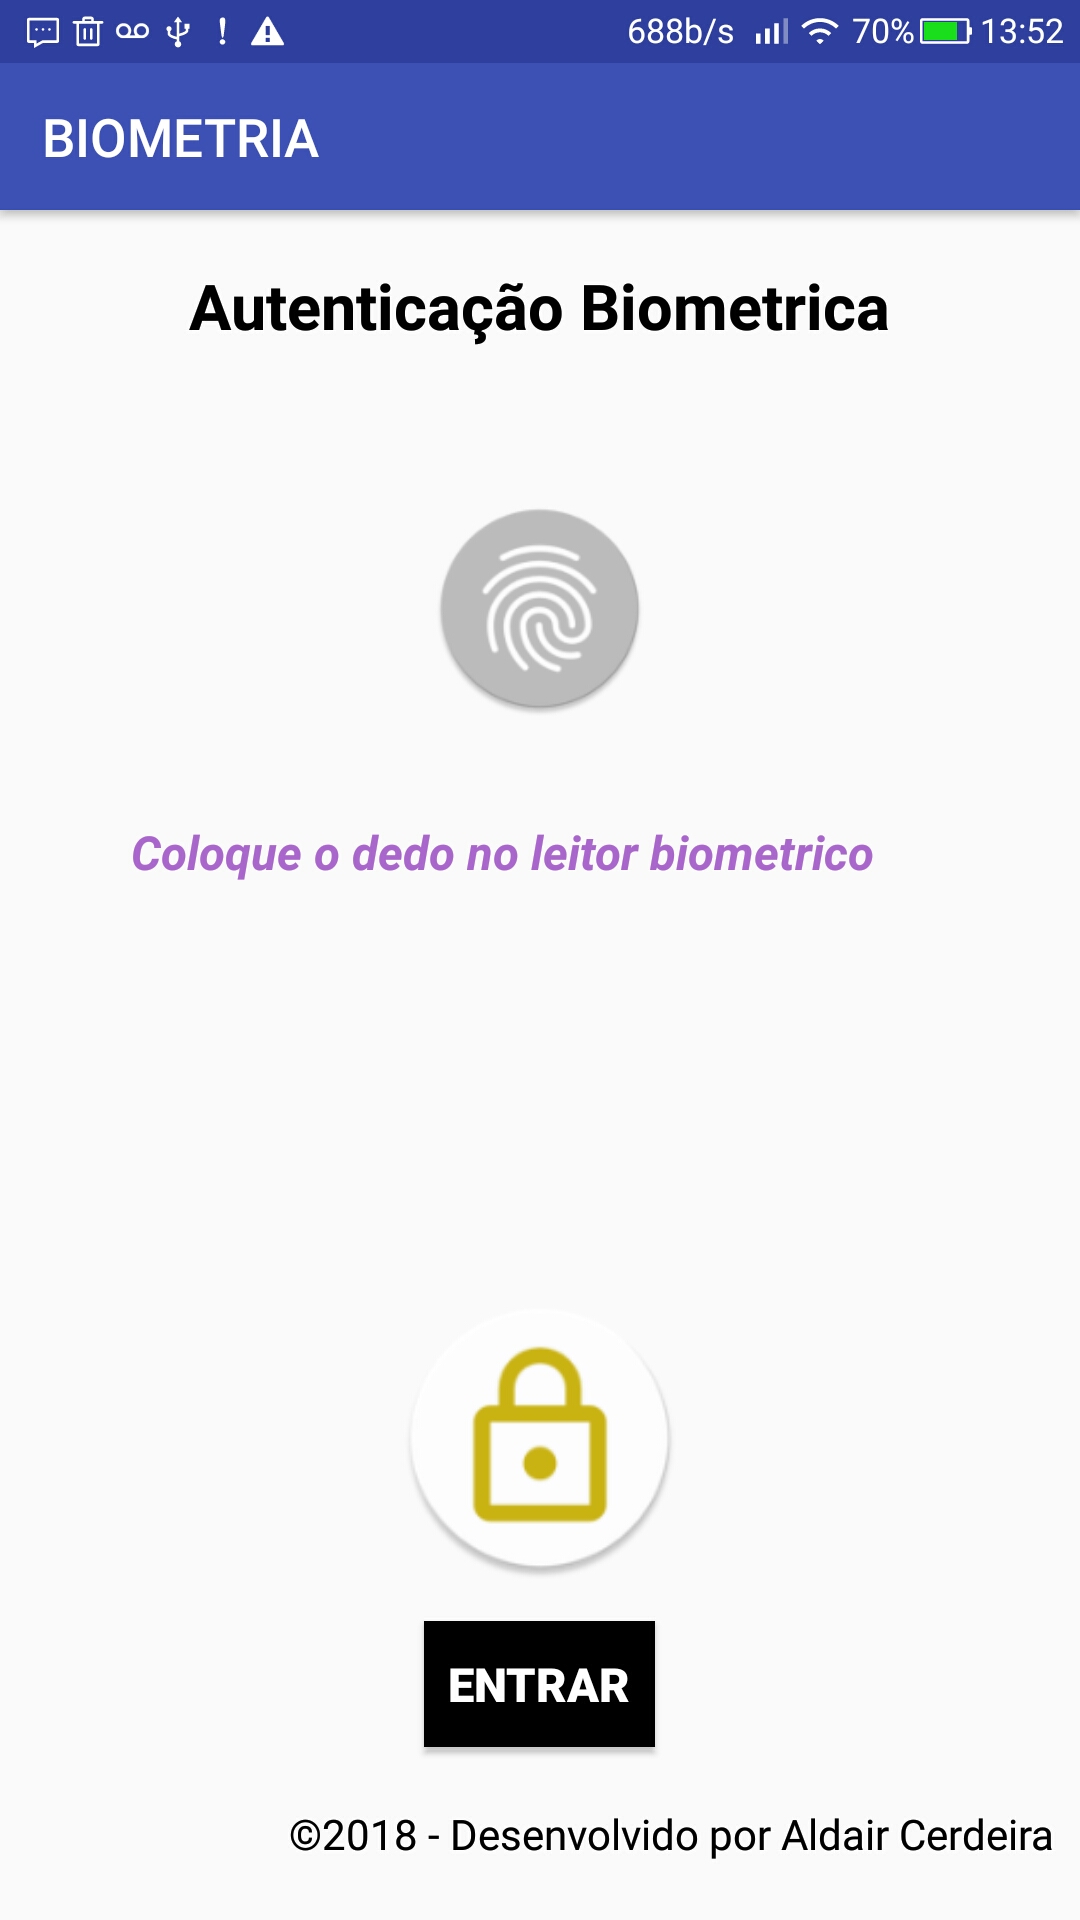 688b/s 70% 13:52
BIOMETRIA
Autenticação Biometrica
Coloque o dedo no leitor biometrico
ENTRAR
©2018 - Desenvolvido por Aldair Cerdeira